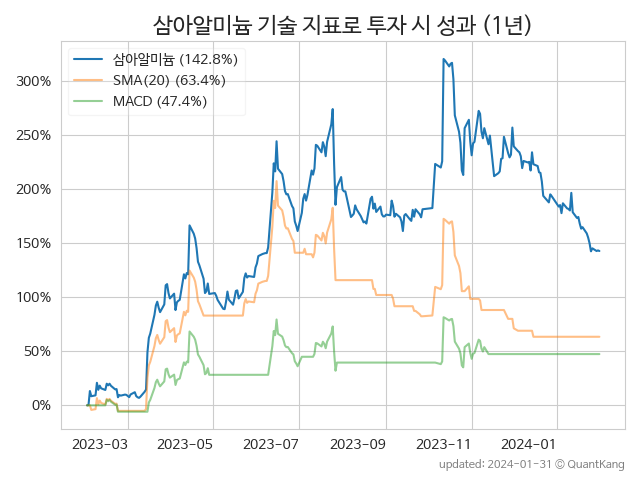 삼아알미늄 기술 지표로 투자 시 성과 (1년)
삼아알미늄 (142.8%)
SMA(20) (63.4%)
MACD (47.4%)
300%
250%
200%
150%
100%
50%
0%
2023-03 2023-05 2023-07 2023-09 2023-11 2024-01
updated: 2024-01-31 © QuantKang